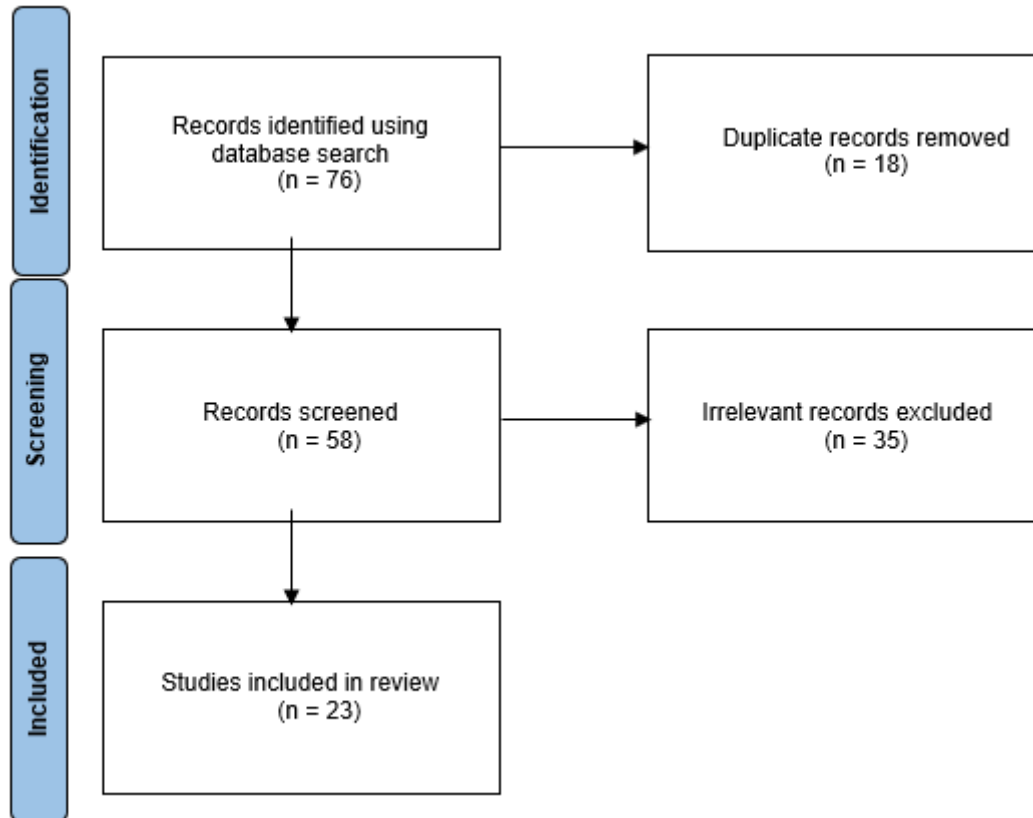 Identification
Records identified using
database search
(n = 76)
Duplicate records removed
(n = 18)
Screening
Records screened
(n = 58)
Irrelevant records excluded
(n = 35)
Included
Studies included in review
(n = 23)